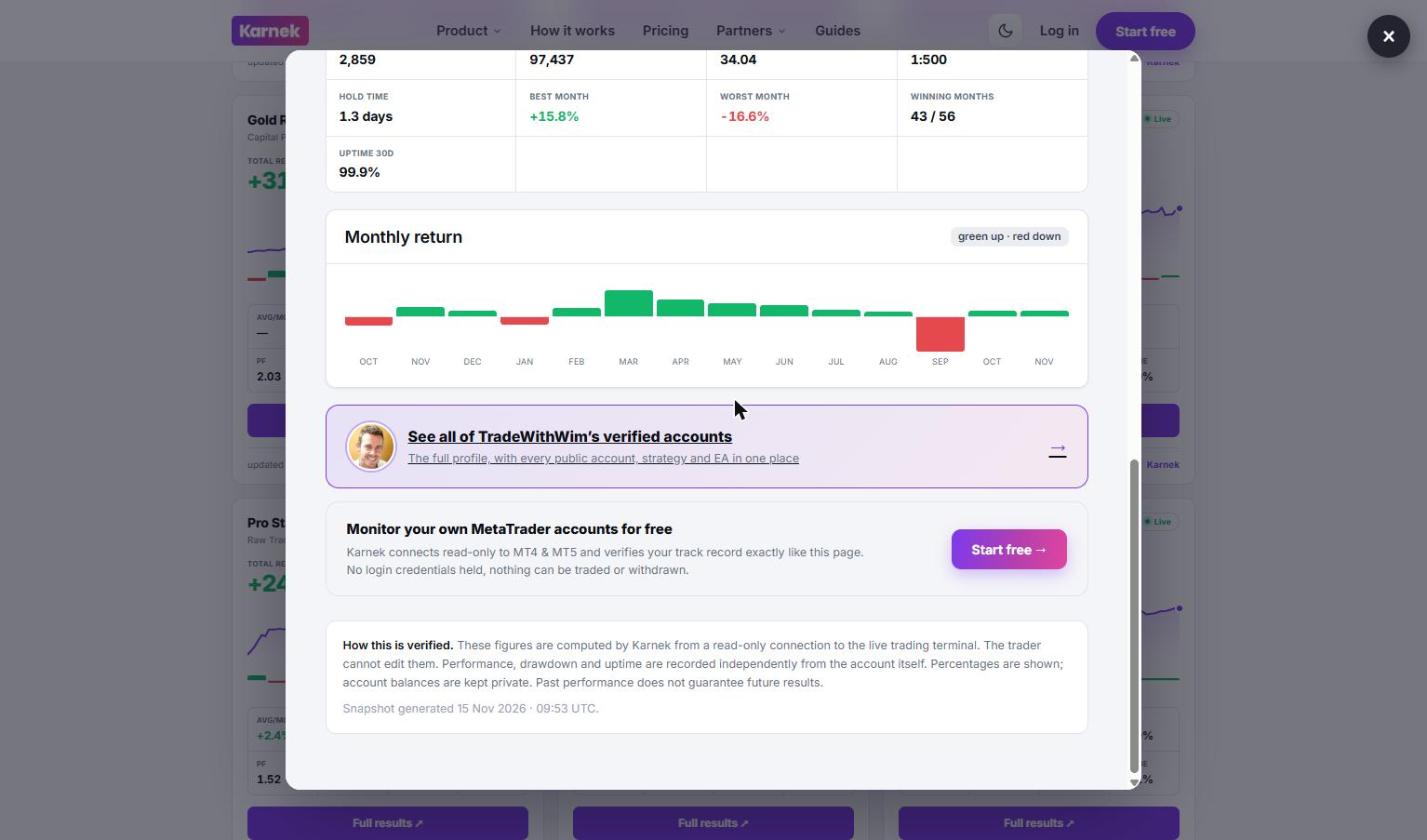 Karnek
Product
How it works
Pricing
Partners
Guides
Log in
Start free
×
updated
Karnek
2,859
97,437
34.04
1:500
HOLD TIME
BEST MONTH
WORST MONTH
WINNING MONTHS
1.3 days
+15.8%
-16.6%
43 / 56
UPTIME 30D
99.9%
Gold
Capital
Live
TOTAL
Monthly return
green up · red down
OCT NOV DEC JAN FEB MAR APR MAY JUN JUL AUG SEP OCT NOV
—
PF
2.03
%
See all of TradeWithWim's verified accounts
The full profile, with every public account, strategy and EA in one place
→
updated
Karnek
Monitor your own MetaTrader accounts for free
Karnek connects read-only to MT4 & MT5 and verifies your track record exactly like this page.
No login credentials held, nothing can be traded or withdrawn.
Start free →
Pro
Raw
Live
TOTAL
How this is verified. These figures are computed by Karnek from a read-only connection to the live trading terminal. The trader
cannot edit them. Performance, drawdown and uptime are recorded independently from the account itself. Percentages are shown;
account balances are kept private. Past performance does not guarantee future results.
Snapshot generated 15 Nov 2026 · 09:53 UTC.
PF
1.52
Full results ↗
Full results ↗
Full results ↗